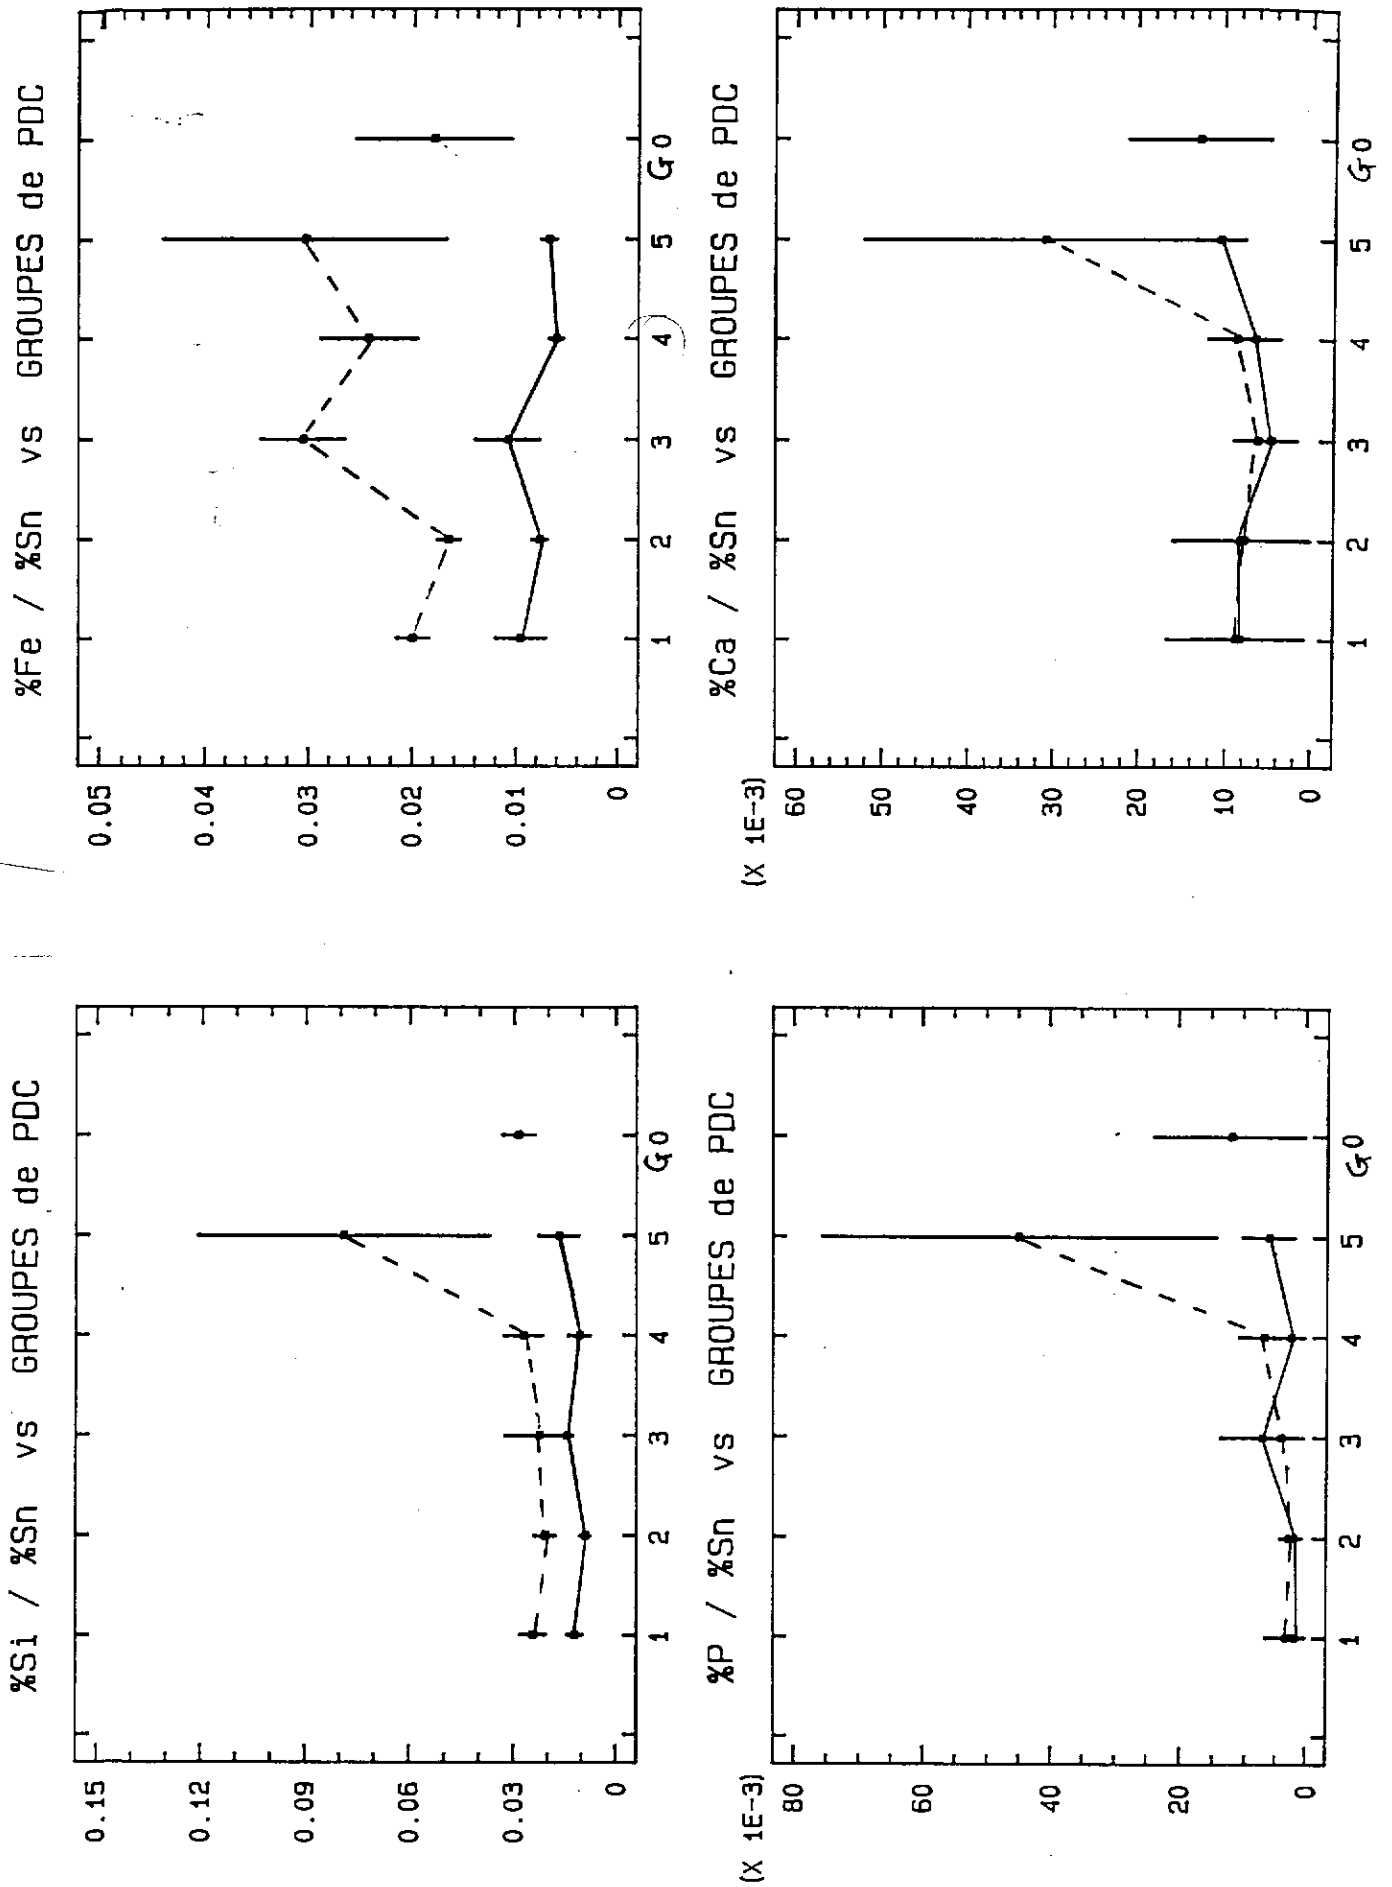 %Si / %Sn vs GROUPES de PDC
0.15
0.12
0.09
0.06
0.03
0
1 2 3 4 5 G0
%Fe / %Sn vs GROUPES de PDC
0.05
0.04
0.03
0.02
0.01
0
1 2 3 4 5 G0
%P / %Sn vs GROUPES de PDC
(X 1E-3)
80
60
40
20
0
1 2 3 4 5 G0
%Ca / %Sn vs GROUPES de PDC
(X 1E-3)
60
50
40
30
20
10
0
1 2 3 4 5 G0